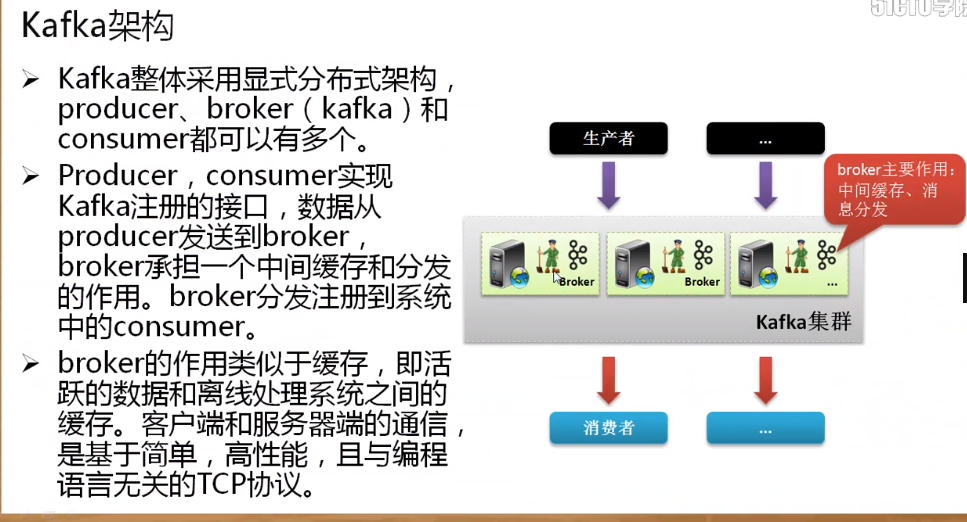 51CTO学院
Kafka架构
Kafka整体采用显式分布式架构，
producer、broker（kafka）和
consumer都可以有多个。
Producer，consumer实现
Kafka注册的接口，数据从
producer发送到broker，
broker承担一个中间缓存和分发
的作用。broker分发注册到系统
中的consumer。
broker的作用类似于缓存，即活
跃的数据和离线处理系统之间的
缓存。客户端和服务器端的通信，
是基于简单，高性能，且与编程
语言无关的TCP协议。
生产者
...
broker主要作用：
中间缓存、消
息分发
Broker
Broker
...
Kafka集群
消费者
...